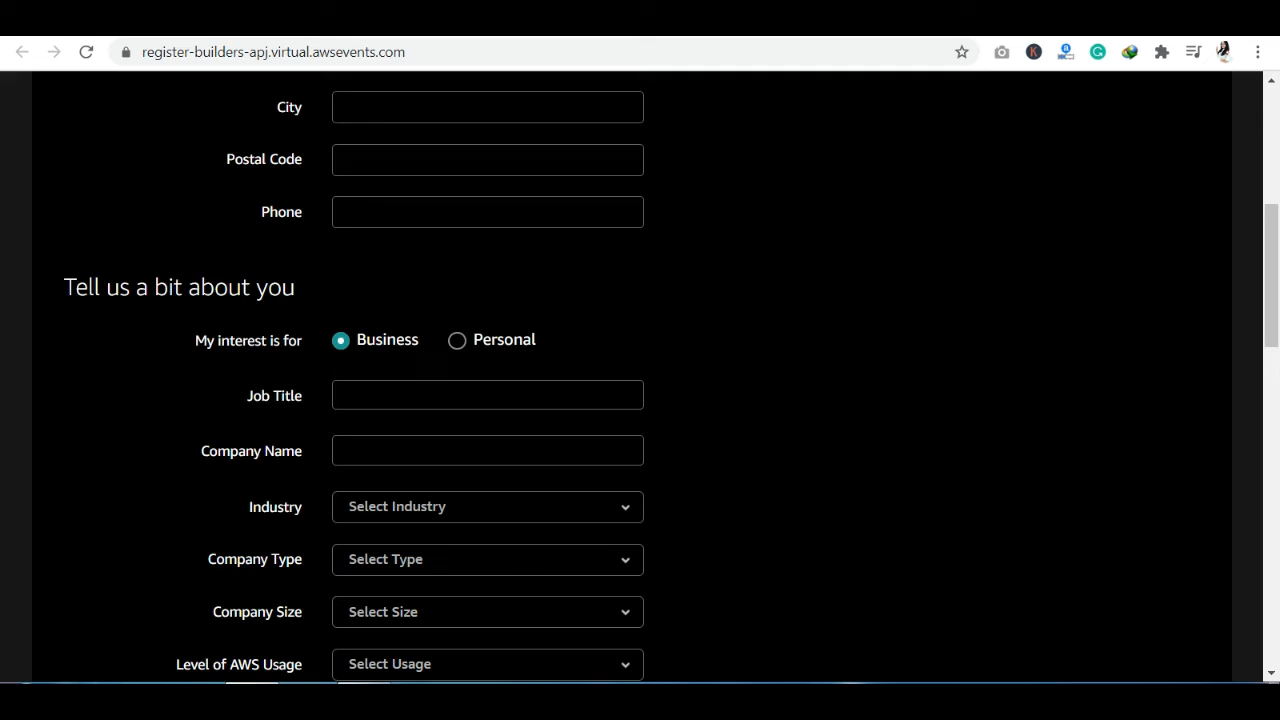 register-builders-apj.virtual.awsevents.com
City
Postal Code
Phone
Tell us a bit about you
My interest is for Business Personal
Job Title
Company Name
Industry Select Industry
Company Type Select Type
Company Size Select Size
Level of AWS Usage Select Usage